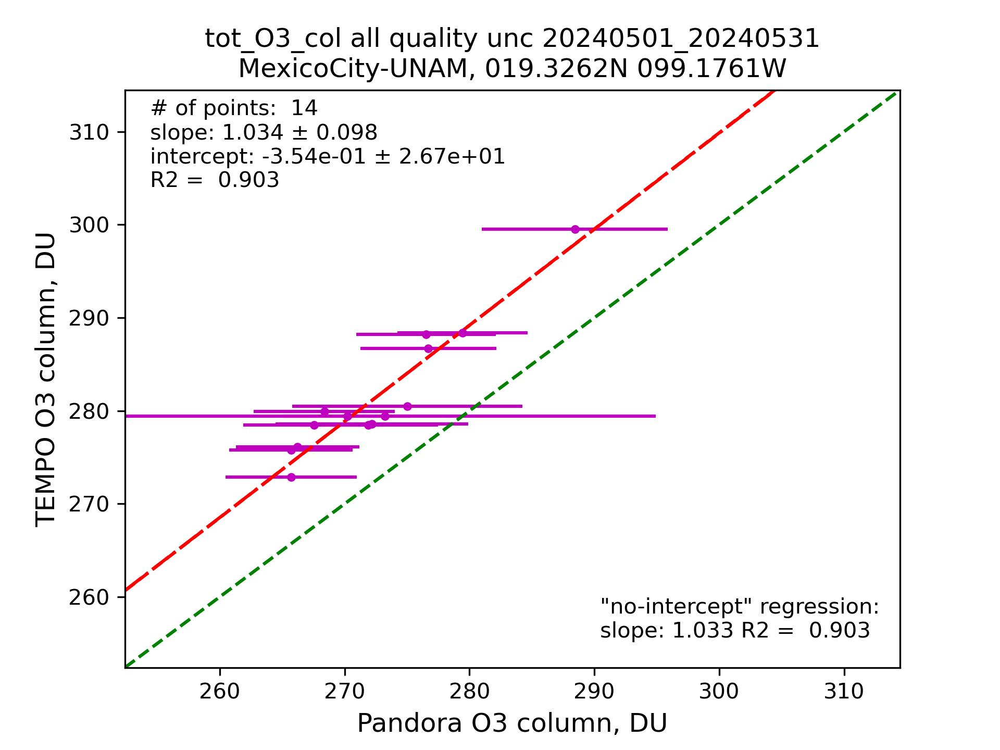 tot_O3_col all quality unc 20240501_20240531
MexicoCity-UNAM, 019.3262N 099.1761W
# of points:  14
slope: 1.034 ± 0.098
intercept: -3.54e-01 ± 2.67e+01
R2 =  0.903
TEMPO O3 column, DU
310
300
290
280
270
260
"no-intercept" regression:
slope: 1.033 R2 =  0.903
260 270 280 290 300 310
Pandora O3 column, DU